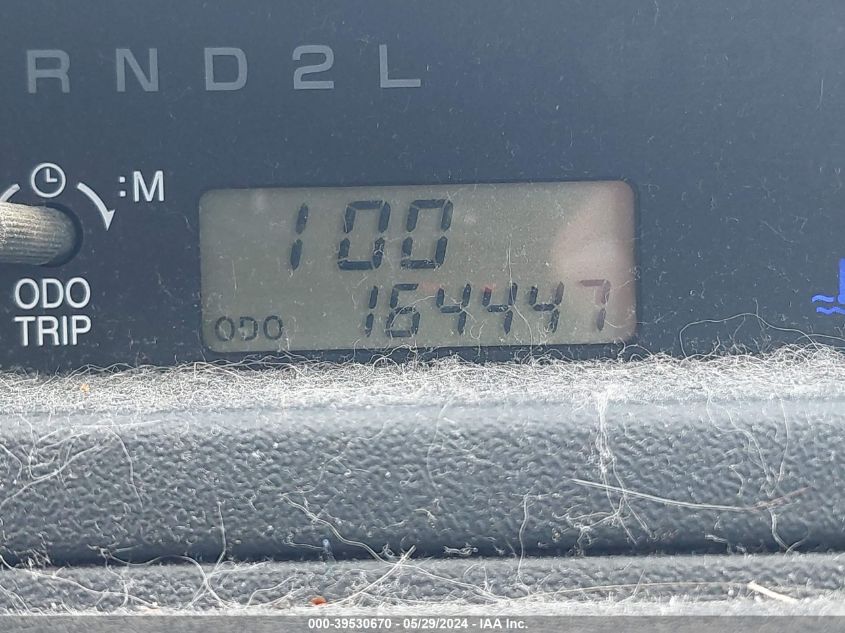 R N D 2 L
:M
100
ODO 164447
ODO
TRIP
000-39530670 - 05/29/2024 - IAA Inc.